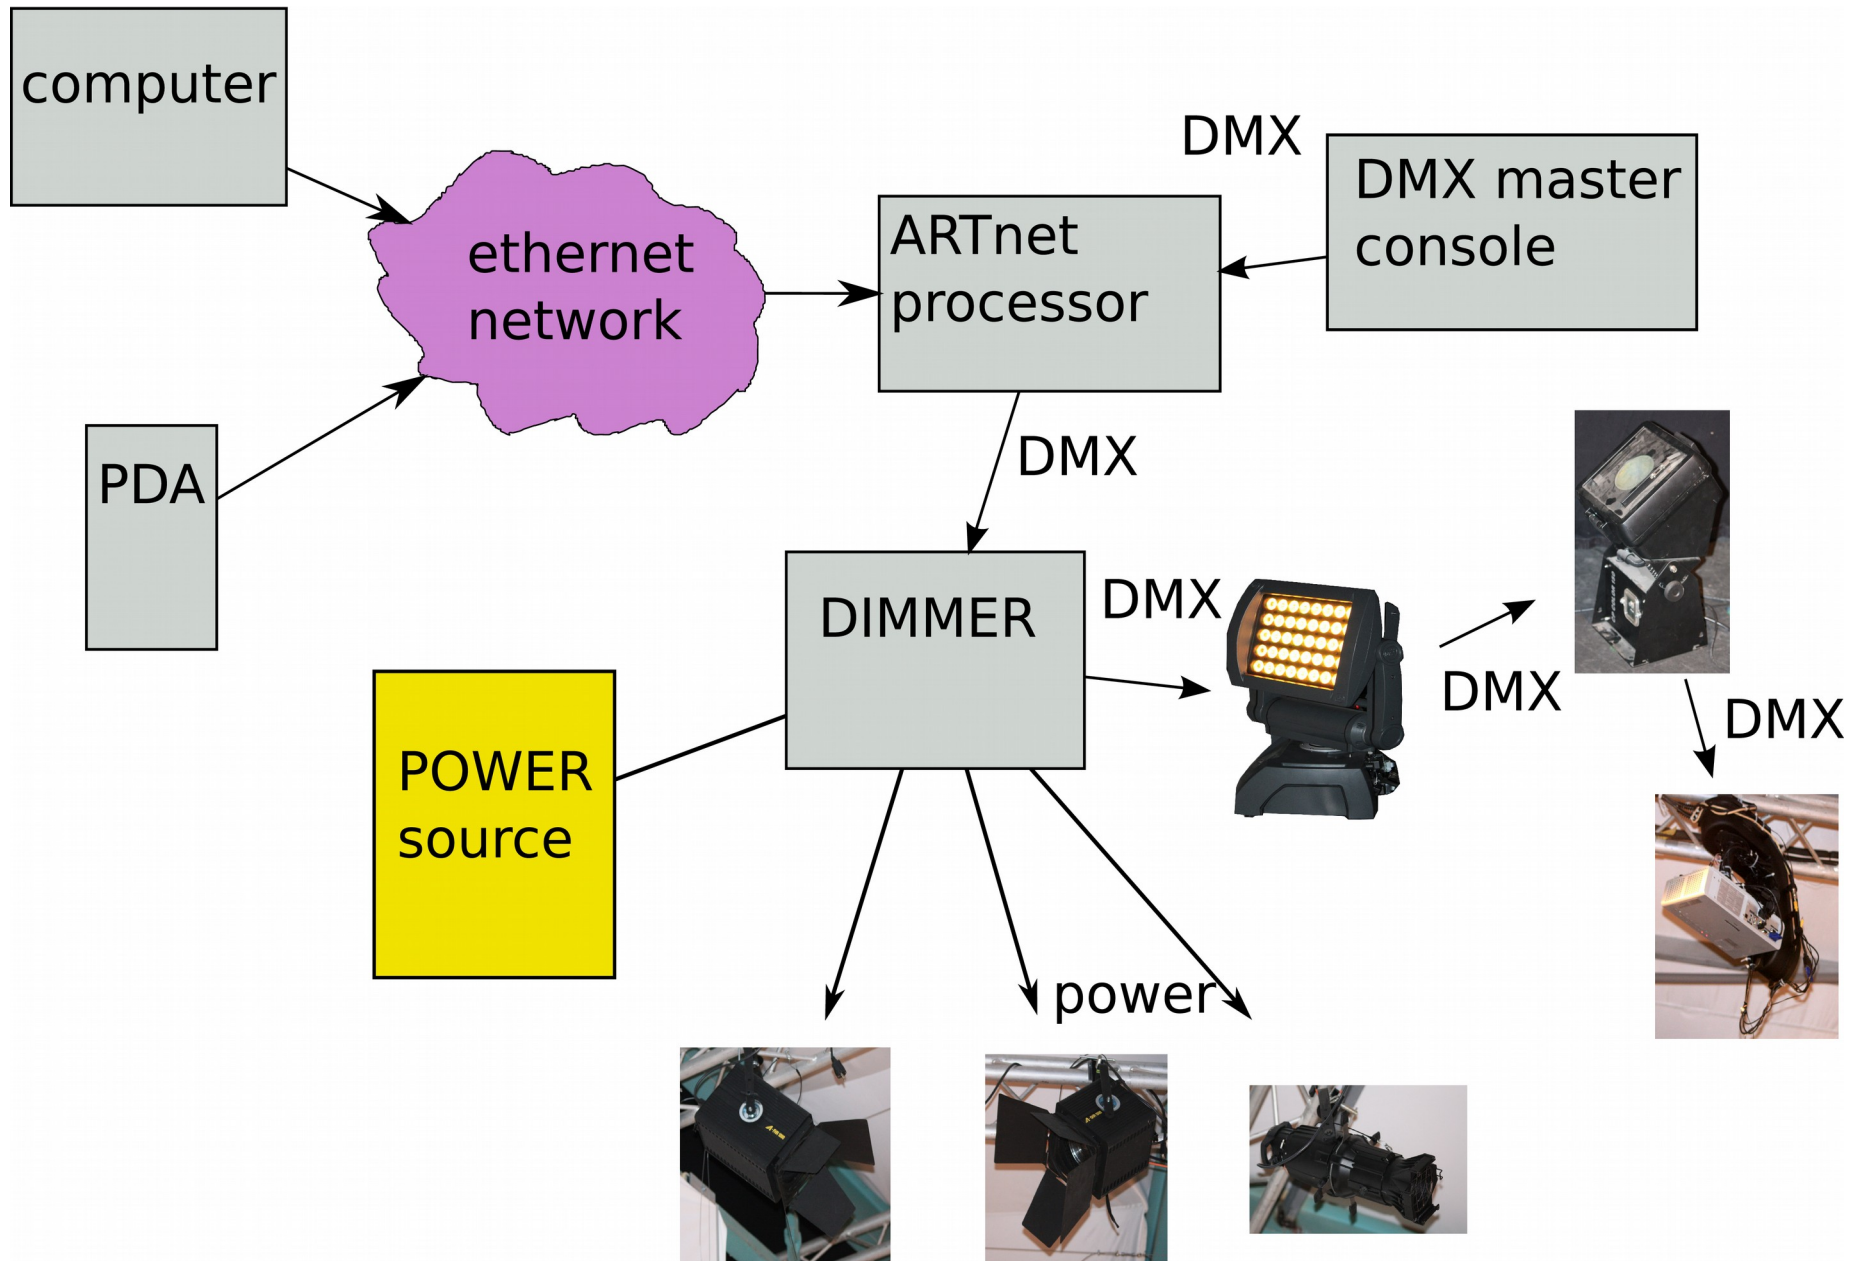 computer
DMX
DMX master
console
ARTnet
processor
ethernet
network
DMX
PDA
DIMMER
DMX
DMX
DMX
POWER
source
power